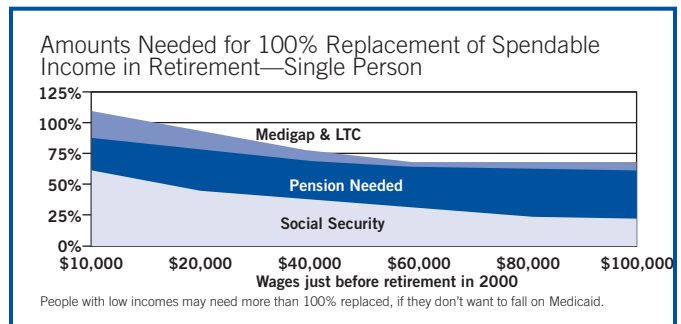 Amounts Needed for 100% Replacement of Spendable
Income in Retirement—Single Person
125%
100%
75%
50%
25%
0%
Medigap & LTC
Pension Needed
Social Security
$10,000 $20,000 $40,000 $60,000 $80,000 $100,000
Wages just before retirement in 2000
People with low incomes may need more than 100% replaced, if they don't want to fall on Medicaid.